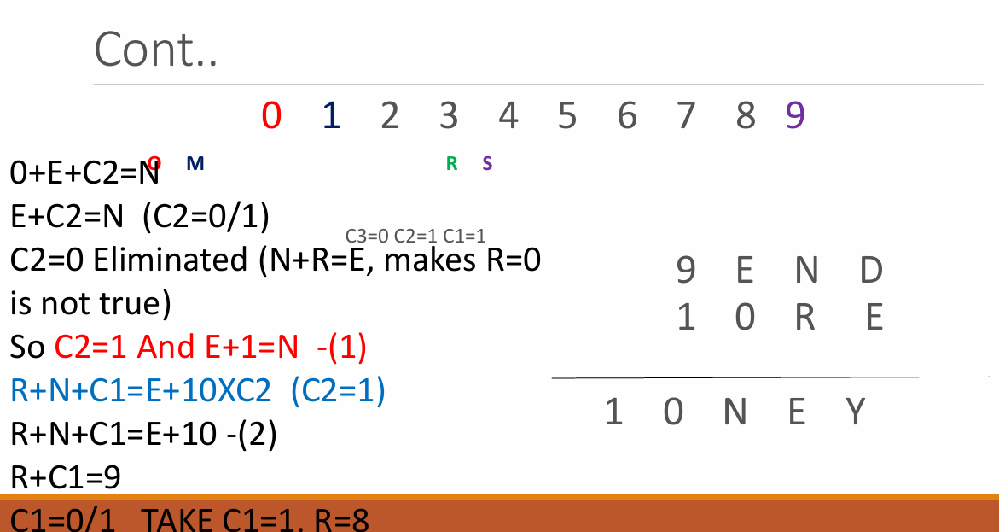 Cont..
0 1 2 3 4 5 6 7 8 9
O M R S
0+E+C2=N
E+C2=N (C2=0/1)
C3=0 C2=1 C1=1
C2=0 Eliminated (N+R=E, makes R=0
is not true)
So C2=1 And E+1=N -(1)
R+N+C1=E+10XC2 (C2=1)
R+N+C1=E+10 -(2)
R+C1=9
C1=0/1 TAKE C1=1, R=8
9 E N D
1 0 R E
1 0 N E Y